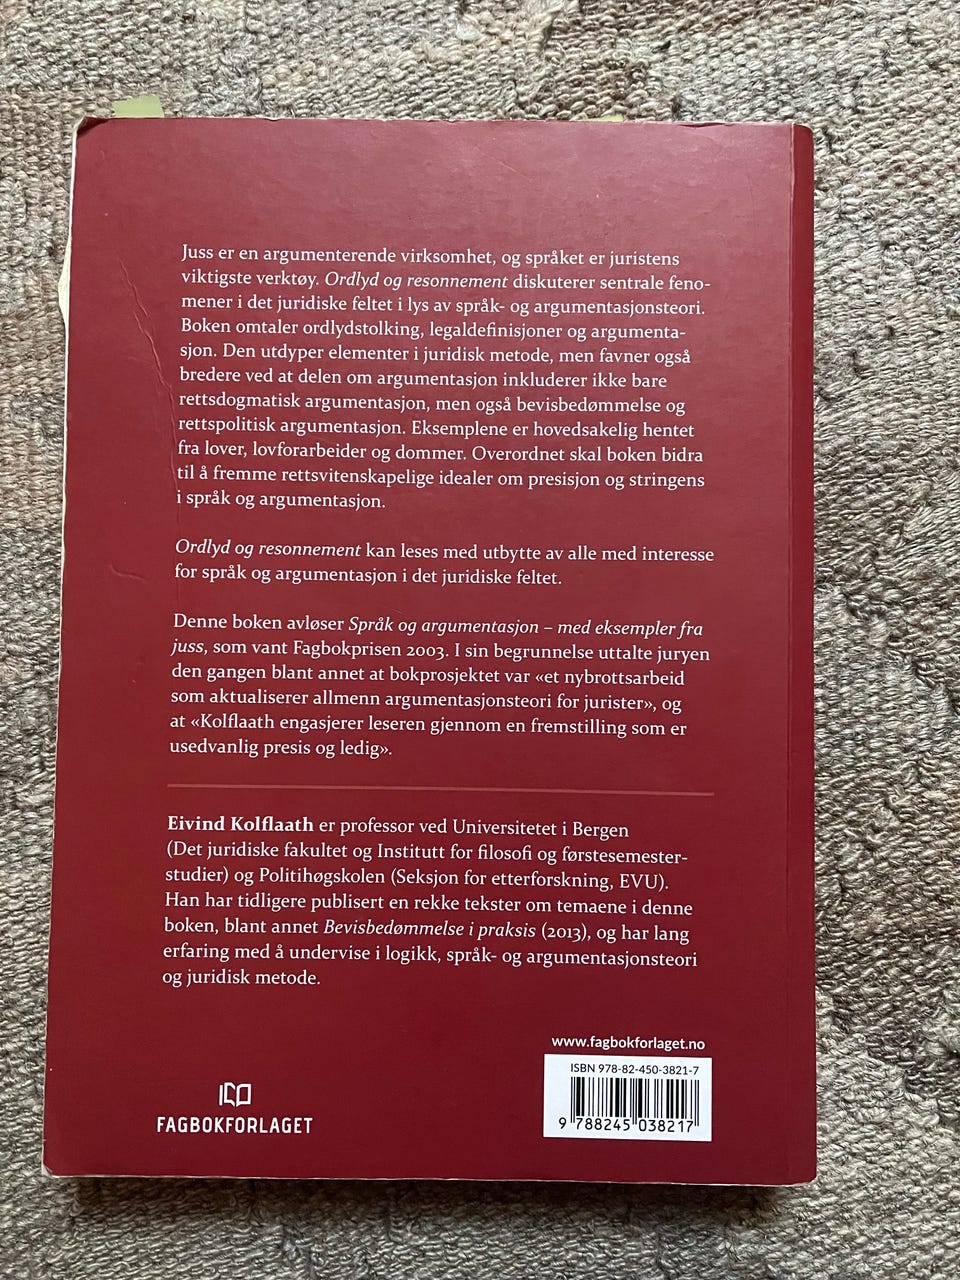 Juss er en argumenterende virksomhet, og språket er juristens
viktigste verktøy. Ordlyd og resonnement diskuterer sentrale feno-
mener i det juridiske feltet i lys av språk- og argumentasjonsteori.
Boken omtaler ordlydstolking, legaldefinisjoner og argumenta-
sjon. Den utdyper elementer i juridisk metode, men favner også
bredere ved at delen om argumentasjon inkluderer ikke bare
rettsdogmatisk argumentasjon, men også bevisbedømmelse og
rettspolitisk argumentasjon. Eksemplene er hovedsakelig hentet
fra lover, lovforarbeider og dommer. Overordnet skal boken bidra
til å fremme rettsvitenskapelige idealer om presisjon og stringens
i språk og argumentasjon.
Ordlyd og resonnement kan leses med utbytte av alle med interesse
for språk og argumentasjon i det juridiske feltet.
Denne boken avløser Språk og argumentasjon – med eksempler fra
juss, som vant Fagbokprisen 2003. I sin begrunnelse uttalte juryen
den gangen blant annet at bokprosjektet var «et nybrottsarbeid
som aktualiserer allmenn argumentasjonsteori for jurister», og
at «Kolflaath engasjerer leseren gjennom en fremstilling som er
usedvanlig presis og ledig».
Eivind Kolflaath er professor ved Universitetet i Bergen
(Det juridiske fakultet og Institutt for filosofi og førstesemester-
studier) og Politihøgskolen (Seksjon for etterforskning, EVU).
Han har tidligere publisert en rekke tekster om temaene i denne
boken, blant annet Bevisbedømmelse i praksis (2013), og har lang
erfaring med å undervise i logikk, språk- og argumentasjonsteori
og juridisk metode.
www.fagbokforlaget.no
ISBN 978-82-450-3821-7
9 788245 038217
FAGBOKFORLAGET